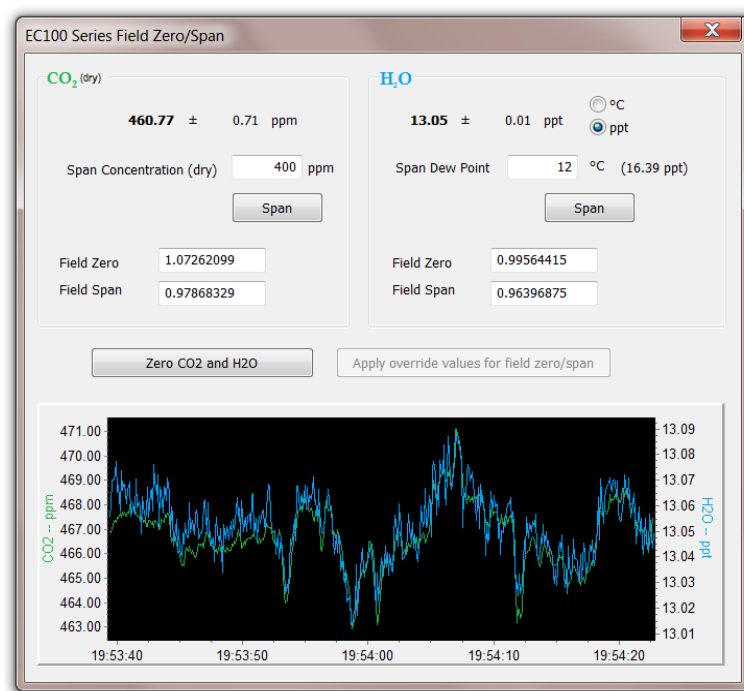 EC100 Series Field Zero/Span
CO₂ (dry)
460.77 ± 0.71 ppm
Span Concentration (dry) 400 ppm
Span
Field Zero 1.07262099
Field Span 0.97868329
H₂O
13.05 ± 0.01 ppt
°C
ppt
Span Dew Point 12 °C (16.39 ppt)
Span
Field Zero 0.99564415
Field Span 0.96396875
Zero CO2 and H2O
Apply override values for field zero/span
CO2 -- ppm
471.00
470.00
469.00
468.00
467.00
466.00
465.00
464.00
463.00
13.09
13.08
13.07
13.06
13.05
13.04
13.03
13.02
13.01
H2O -- ppt
19:53:40 19:53:50 19:54:00 19:54:10 19:54:20